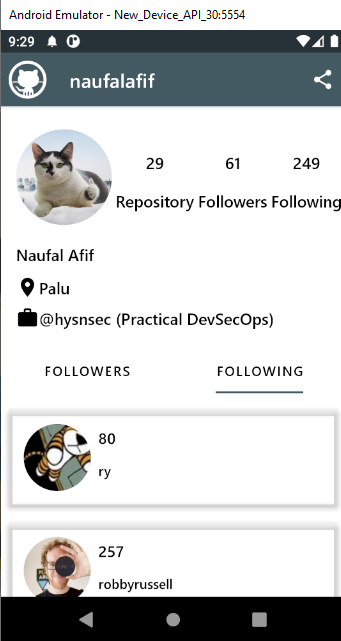 Android Emulator - New_Device_API_30:5554
9:29
naufalafif
29 61 249
Repository Followers Following
Naufal Afif
Palu
@hysnsec (Practical DevSecOps)
FOLLOWERS FOLLOWING
80
ry
257
robbyrussell